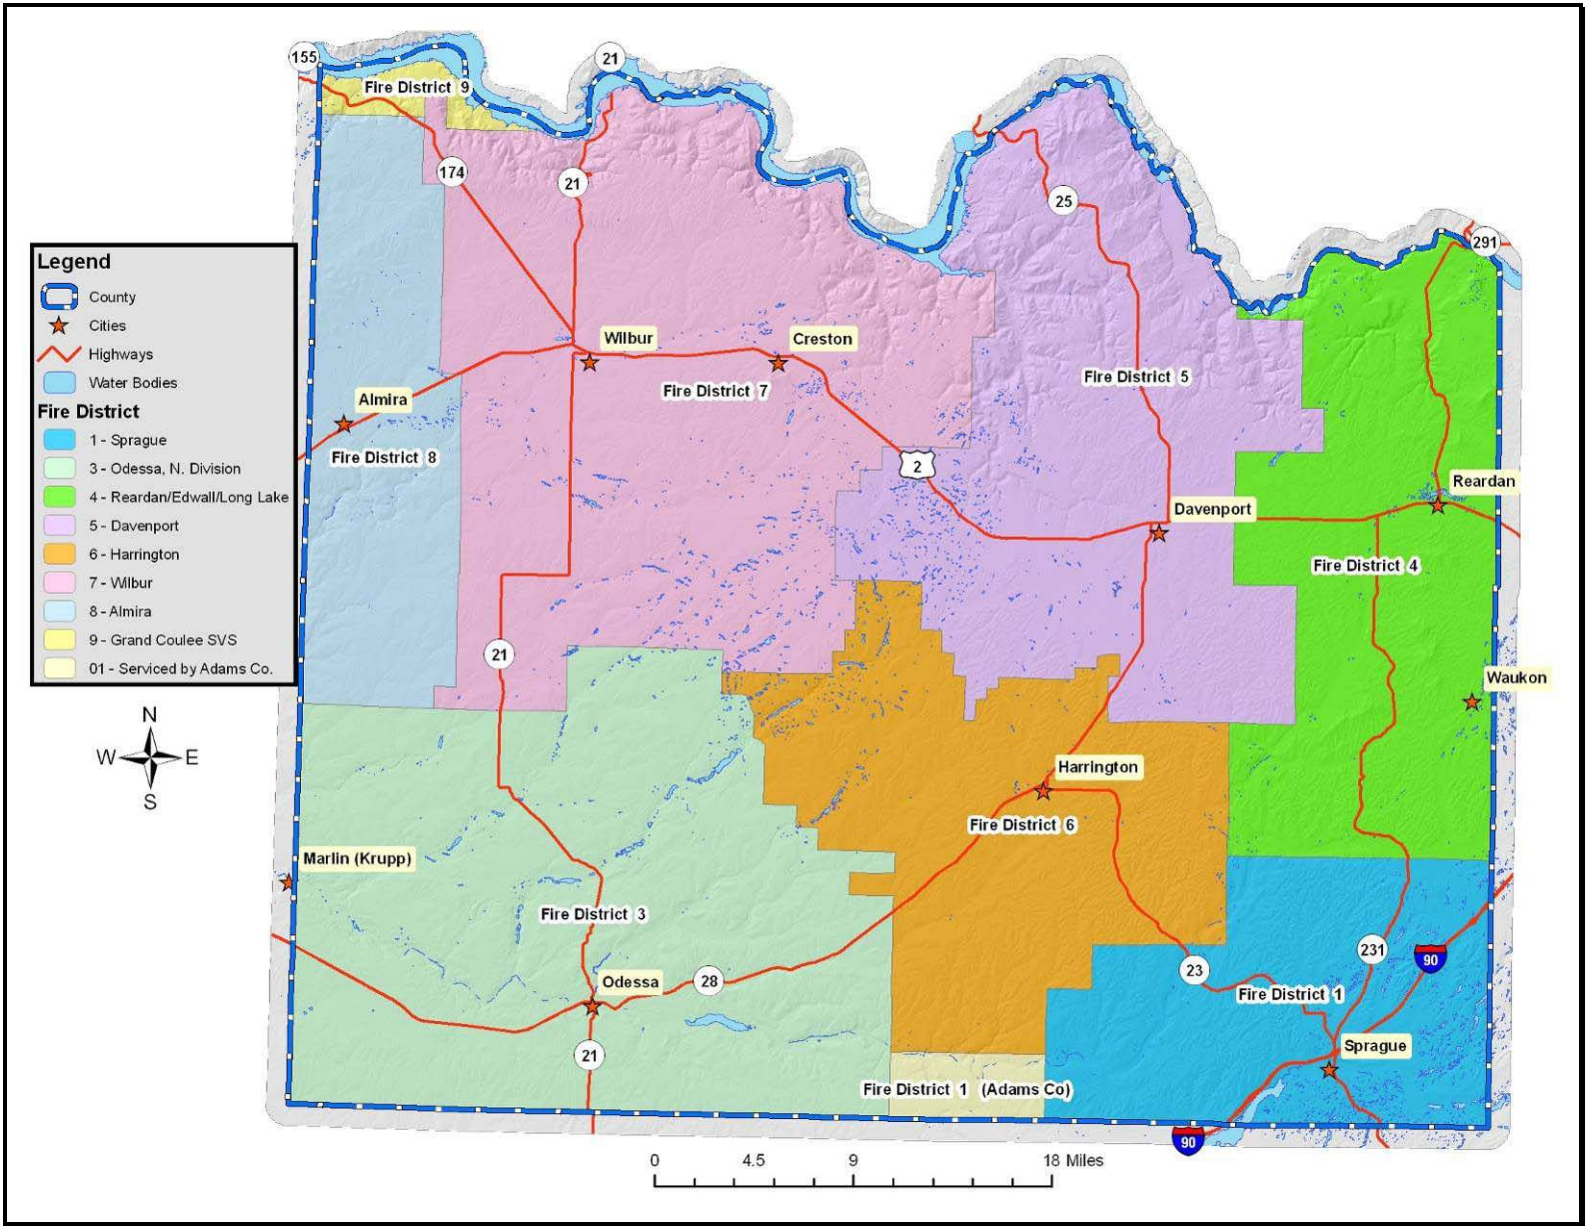 155
21
Fire District 9
174
21
25
291
Legend
County
Cities
Highways
Water Bodies
Fire District
1 - Sprague
3 - Odessa, N. Division
4 - Reardan/Edwall/Long Lake
5 - Davenport
6 - Harrington
7 - Wilbur
8 - Almira
9 - Grand Coulee SVS
01 - Serviced by Adams Co.
Wilbur
Creston
Fire District 7
Fire District 5
Almira
Fire District 8
2
Reardan
Davenport
Fire District 4
21
Waukon
N
W
E
S
Harrington
Fire District 6
Marlin (Krupp)
Fire District 3
231
90
Odessa
28
23
Fire District 1
21
Sprague
Fire District 1 (Adams Co)
90
0 4.5 9 18 Miles